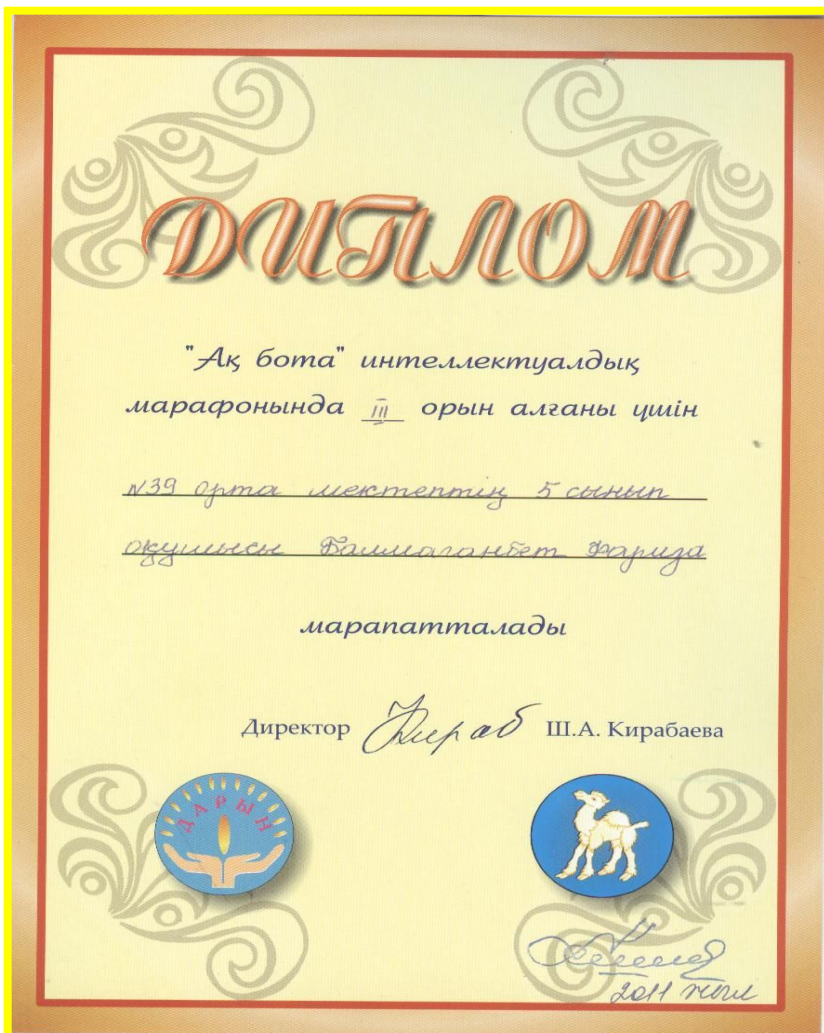 ДИПЛОМ
"Ақ бота" интеллектуалдық
марафонында III орын алғаны үшін
№39 орта мектептің 5 сынып
оқушысы Балмаганбет Фариза
марапатталады
Директор Ш.А. Кирабаева
ДАРЫН
2011 жыл